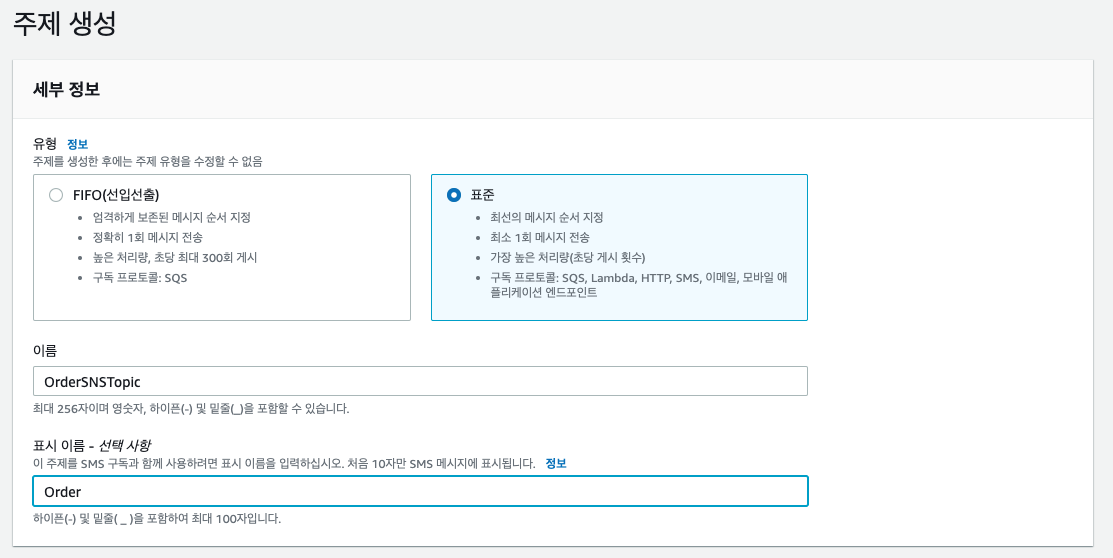 주제 생성
세부 정보
유형 정보
주제를 생성한 후에는 주제 유형을 수정할 수 없음
FIFO(선입선출)
엄격하게 보존된 메시지 순서 지정
정확히 1회 메시지 전송
높은 처리량, 초당 최대 300회 게시
구독 프로토콜: SQS
표준
최선의 메시지 순서 지정
최소 1회 메시지 전송
가장 높은 처리량(초당 게시 횟수)
구독 프로토콜: SQS, Lambda, HTTP, SMS, 이메일, 모바일 애
플리케이션 엔드포인트
이름
OrderSNSTopic
최대 256자이며 영숫자, 하이픈(-) 및 밑줄(_)을 포함할 수 있습니다.
표시 이름 - 선택 사항
이 주제를 SMS 구독과 함께 사용하려면 표시 이름을 입력하십시오. 처음 10자만 SMS 메시지에 표시됩니다. 정보
Order
하이픈(-) 및 밑줄( _ )을 포함하여 최대 100자입니다.